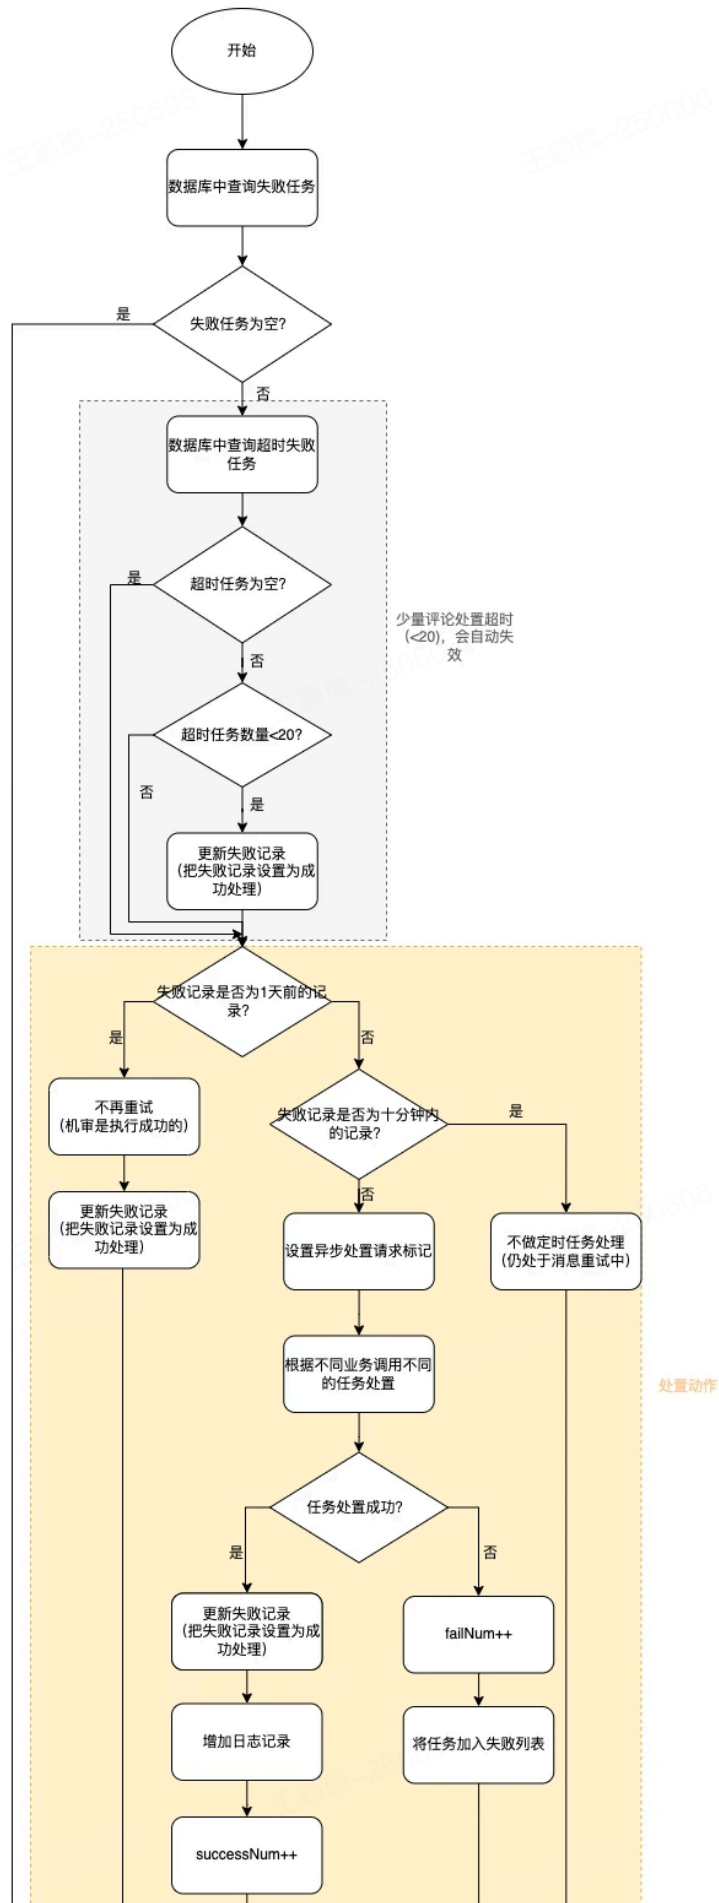 开始
数据库中查询失败任务
失败任务为空?
是
否
数据库中查询超时失败
任务
超时任务为空?
是
否
少量评论处置超时
(<20)，会自动失
效
超时任务数量<20?
否
是
更新失败记录
(把失败记录设置为成
功处理)
失败记录是否为1天前的记
录?
是
否
不再重试
(机审是执行成功的)
失败记录是否为十分钟内
的记录?
是
否
更新失败记录
(把失败记录设置为成
功处理)
设置异步处置请求标记
不做定时任务处理
(仍处于消息重试中)
根据不同业务调用不同
的任务处置
处置动作
任务处置成功?
是
否
更新失败记录
(把失败记录设置为成
功处理)
failNum++
增加日志记录
将任务加入失败列表
successNum++